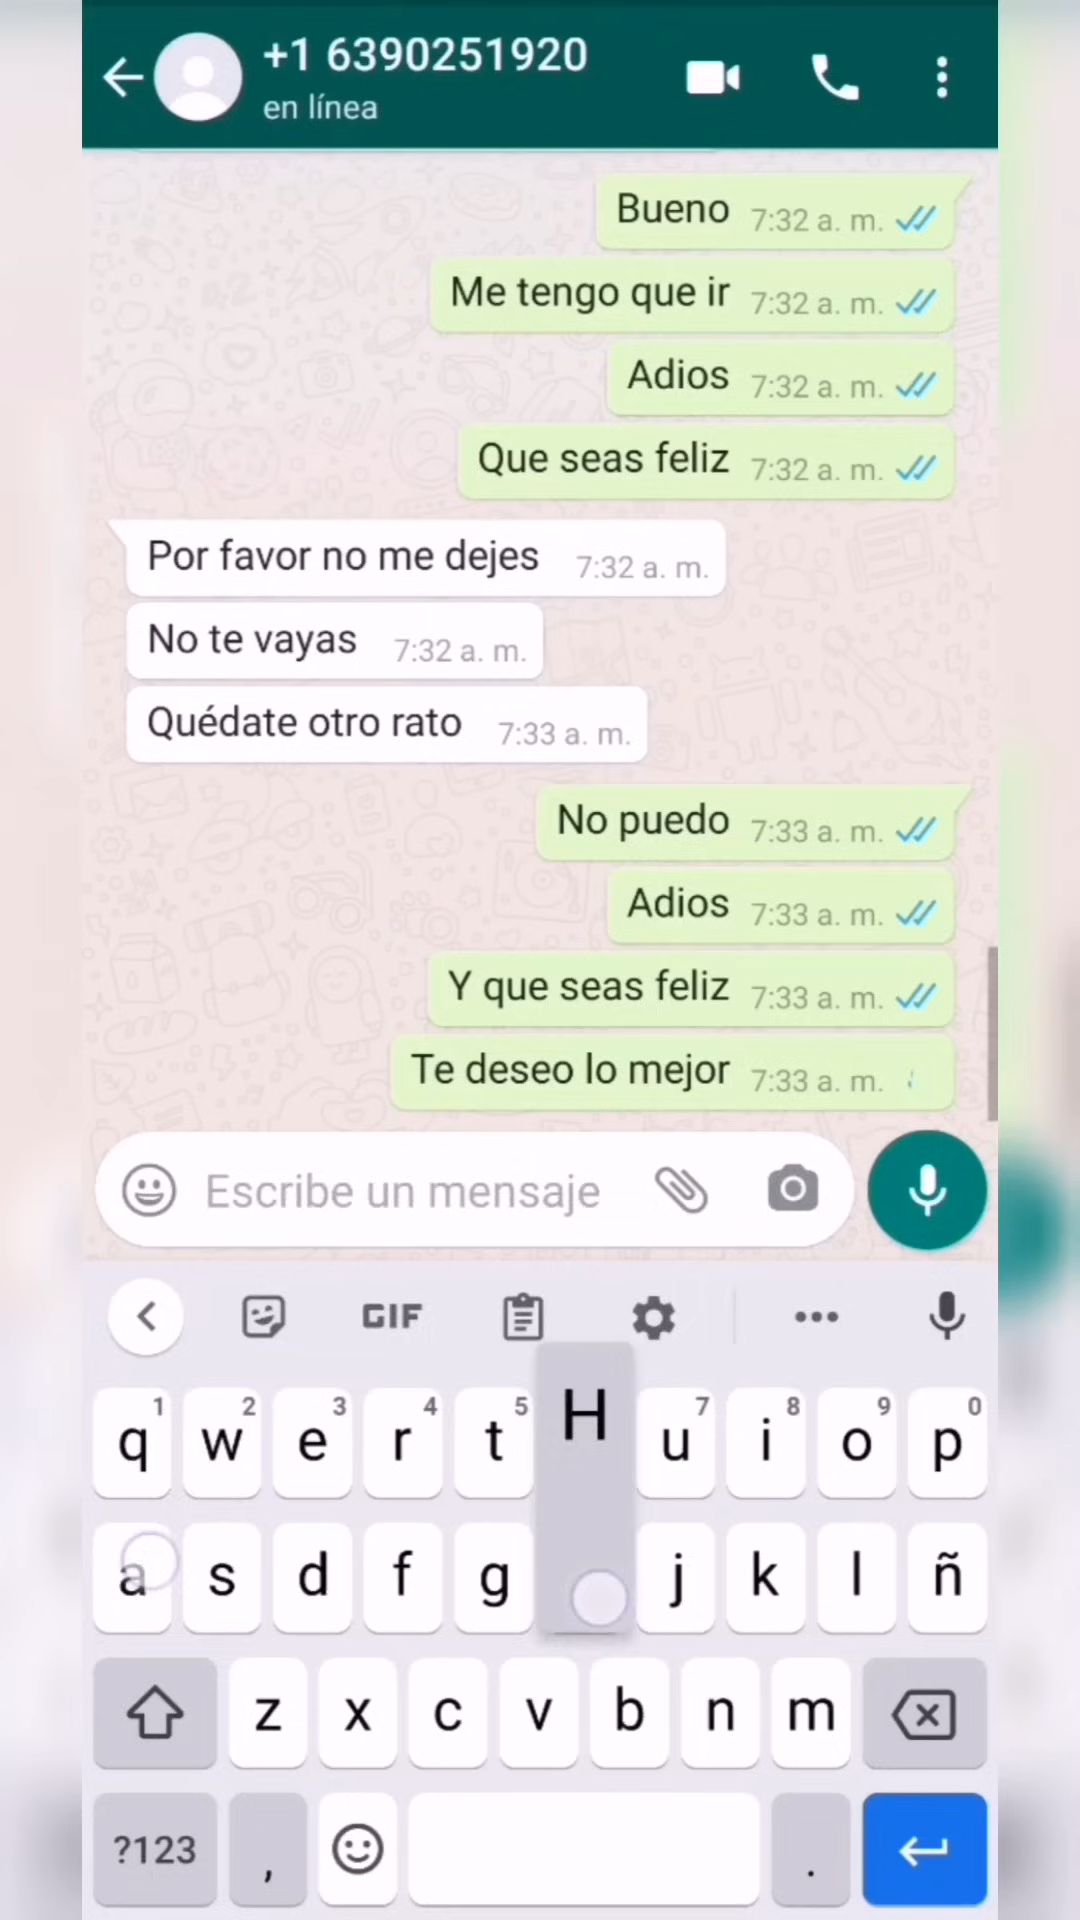 +1 6390251920
en línea
Bueno 7:32 a. m.
Me tengo que ir 7:32 a. m.
Adios 7:32 a. m.
Que seas feliz 7:32 a. m.
Por favor no me dejes 7:32 a. m.
No te vayas 7:32 a. m.
Quédate otro rato 7:33 a. m.
No puedo 7:33 a. m.
Adios 7:33 a. m.
Y que seas feliz 7:33 a. m.
Te deseo lo mejor 7:33 a. m.
Escribe un mensaje
GIF
1 2 3 4 5 7 8 9 0
q w e r t H u i o p
a s d f g j k l ñ
z x c v b n m
?123 , .